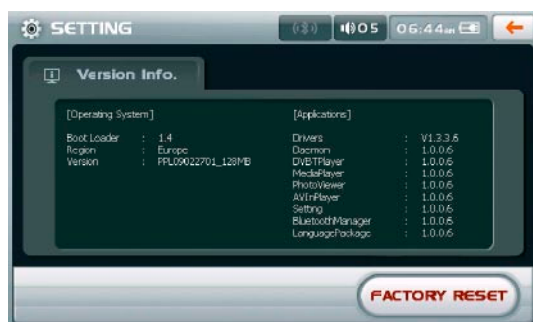 SETTING
05
06:44am
Version Info.
[Operating System]
Boot Loader : 1.4
Region : Europe
Version : PPL09022701_128MB
[Applications]
Drivers : V1.3.3.6
Daemon : 1.0.0.6
DVBTPlayer : 1.0.0.6
MediaPlayer : 1.0.0.6
PhotoViewer : 1.0.0.6
AVInPlayer : 1.0.0.6
Setting : 1.0.0.6
BluetoothManager : 1.0.0.6
LanguagePackage : 1.0.0.6
FACTORY RESET